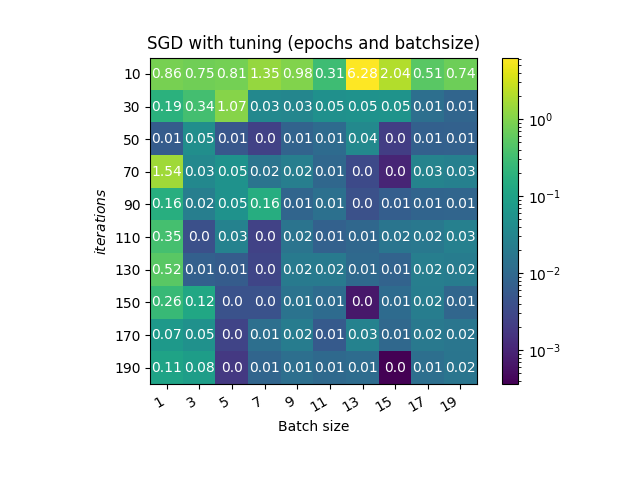 SGD with tuning (epochs and batchsize)
10 0.86 0.75 0.81 1.35 0.98 0.31 6.28 2.04 0.51 0.74
30 0.19 0.34 1.07 0.03 0.03 0.05 0.05 0.05 0.01 0.01
50 0.01 0.05 0.01 0.0 0.01 0.01 0.04 0.0 0.01 0.01
70 1.54 0.03 0.05 0.02 0.02 0.01 0.0 0.0 0.03 0.03
90 0.16 0.02 0.05 0.16 0.01 0.01 0.0 0.01 0.01 0.01
110 0.35 0.0 0.03 0.0 0.02 0.01 0.01 0.02 0.02 0.03
130 0.52 0.01 0.01 0.0 0.02 0.02 0.01 0.01 0.02 0.02
150 0.26 0.12 0.0 0.0 0.01 0.01 0.0 0.01 0.02 0.01
170 0.07 0.05 0.0 0.01 0.02 0.01 0.03 0.01 0.02 0.02
190 0.11 0.08 0.0 0.01 0.01 0.01 0.01 0.0 0.01 0.02
1 3 5 7 9 11 13 15 17 19
Batch size
iterations
10⁰
10⁻¹
10⁻²
10⁻³